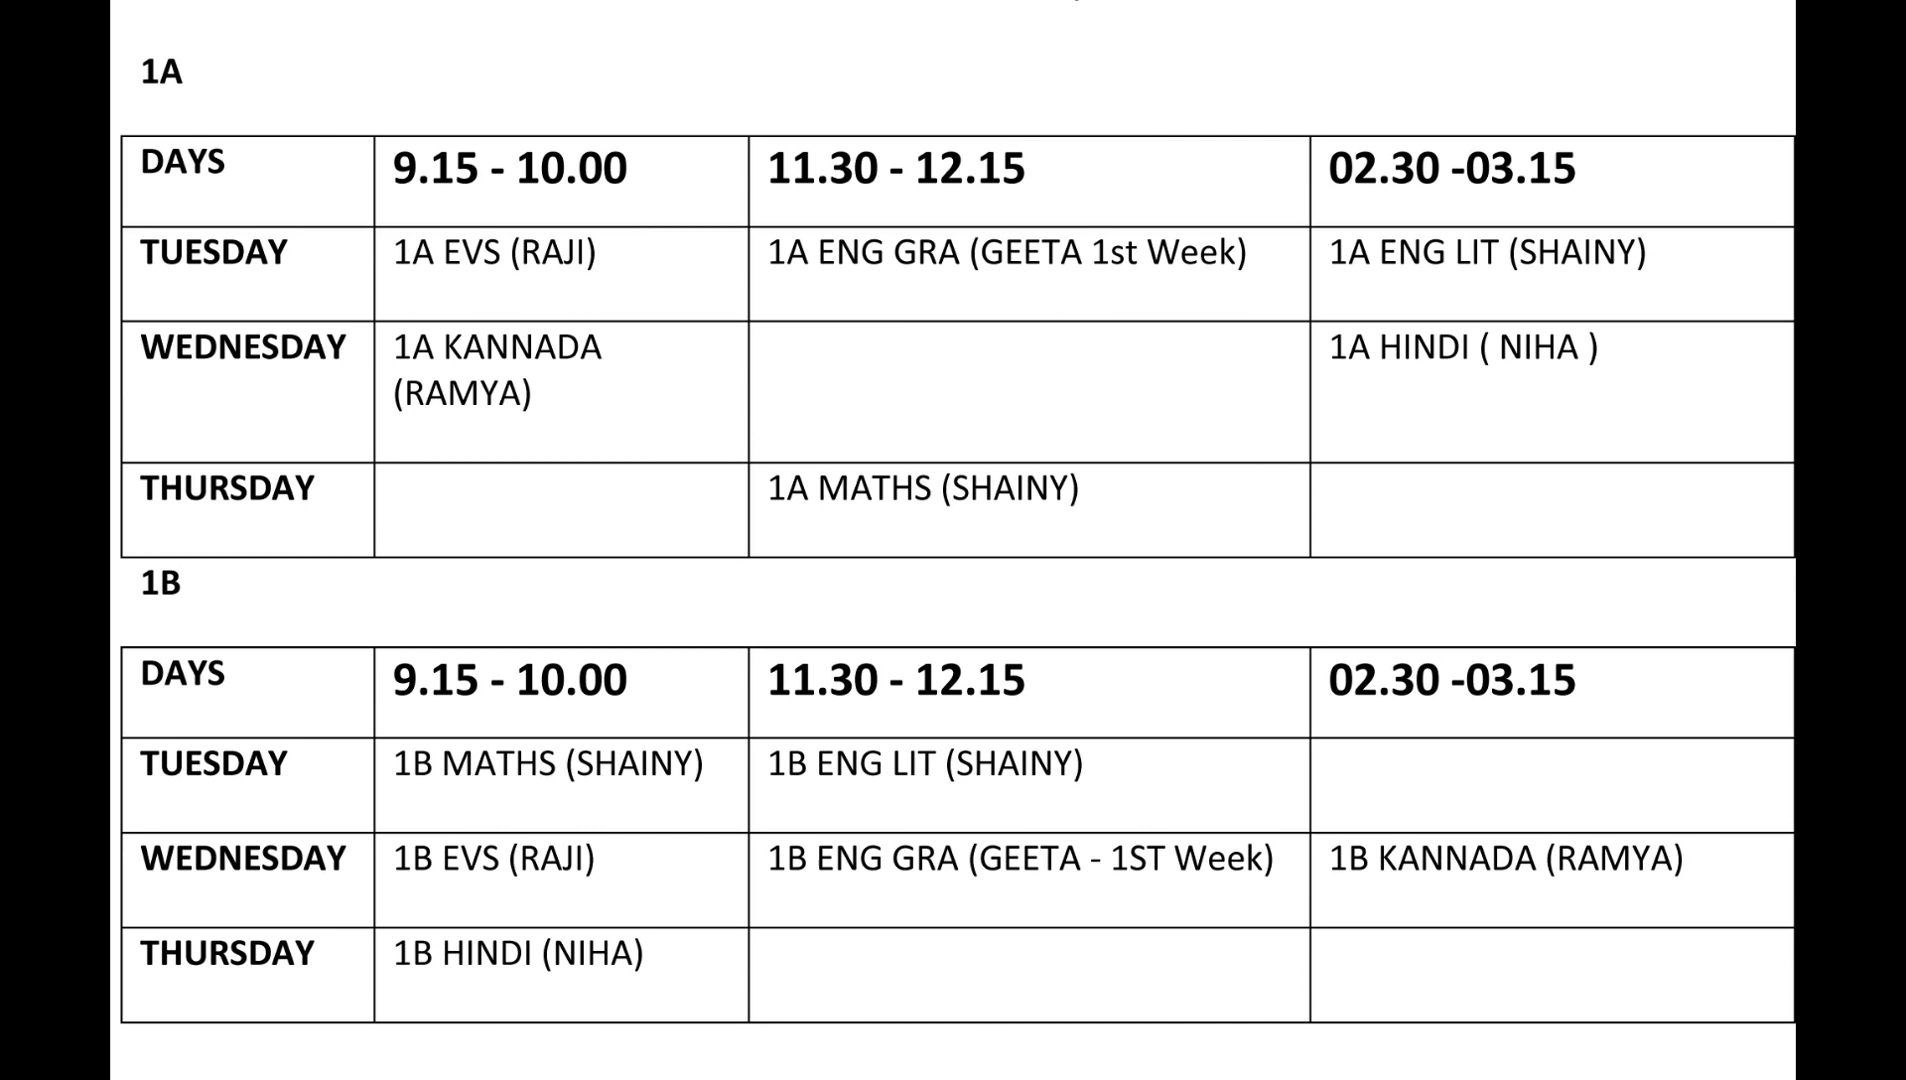 1A
DAYS 9.15 - 10.00 11.30 - 12.15 02.30 -03.15
TUESDAY 1A EVS (RAJI) 1A ENG GRA (GEETA 1st Week) 1A ENG LIT (SHAINY)
WEDNESDAY 1A KANNADA 1A HINDI ( NIHA )
(RAMYA)
THURSDAY 1A MATHS (SHAINY)
1B
DAYS 9.15 - 10.00 11.30 - 12.15 02.30 -03.15
TUESDAY 1B MATHS (SHAINY) 1B ENG LIT (SHAINY)
WEDNESDAY 1B EVS (RAJI) 1B ENG GRA (GEETA - 1ST Week) 1B KANNADA (RAMYA)
THURSDAY 1B HINDI (NIHA)